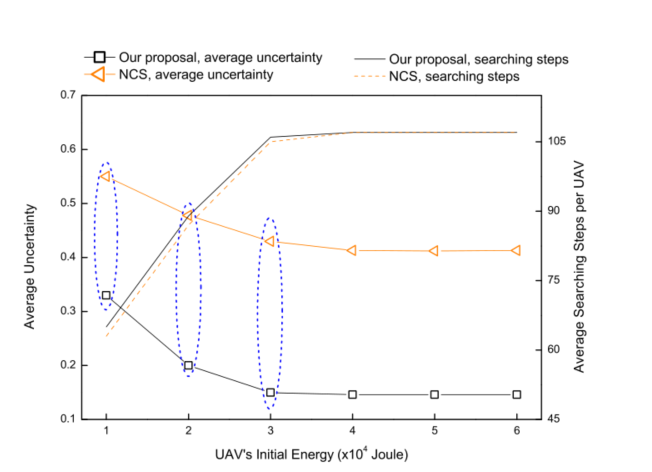 Our proposal, average uncertainty
NCS, average uncertainty
Our proposal, searching steps
NCS, searching steps
0.7
0.6
0.5
0.4
0.3
0.2
0.1
Average Uncertainty
105
90
75
60
45
Average Searching Steps per UAV
1 2 3 4 5 6
UAV's Initial Energy (x10⁴ Joule)